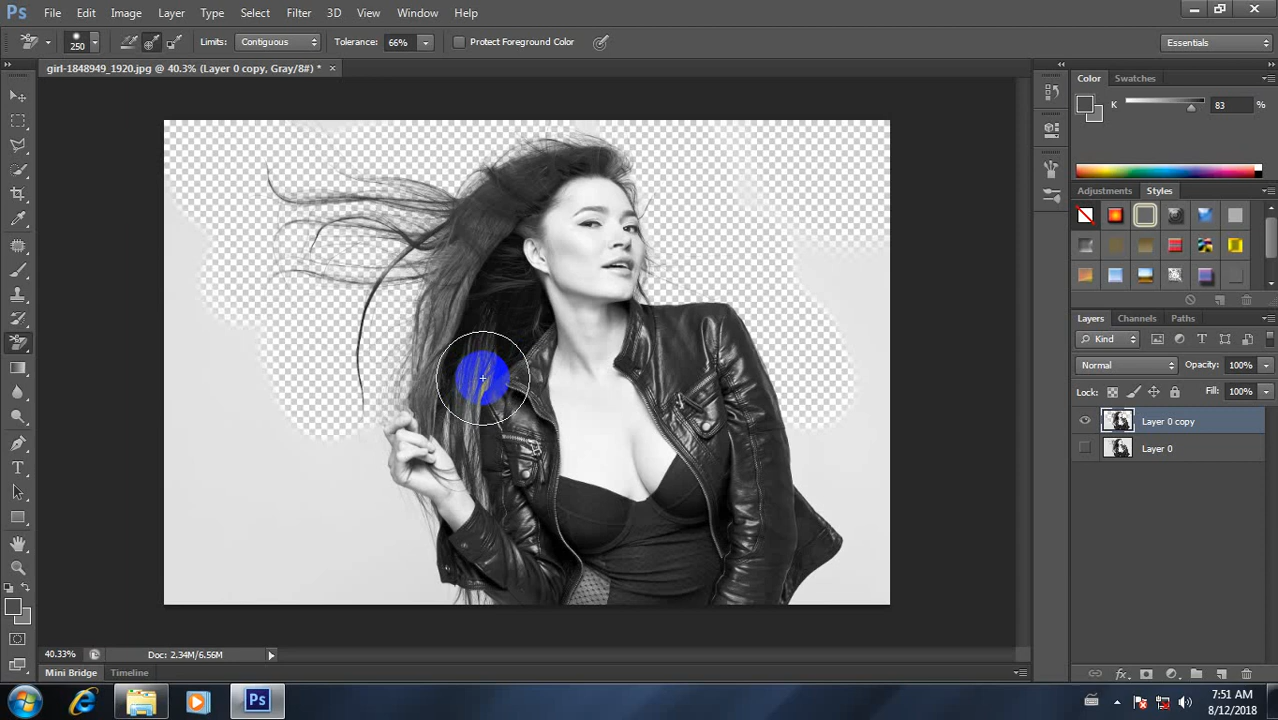 Ps File Edit Image Layer Type Select Filter 3D View Window Help
250 Limits: Contiguous Tolerance: 66% Protect Foreground Color Essentials
girl-1848949_1920.jpg @ 40.3% (Layer 0 copy, Gray/8#) *
Color Swatches
K 83 %
Adjustments Styles
Layers Channels Paths
Kind
Normal Opacity: 100%
Lock: Fill: 100%
Layer 0 copy
Layer 0
40.33% Doc: 2.34M/6.56M
Mini Bridge Timeline
Ps
7:51 AM
8/12/2018